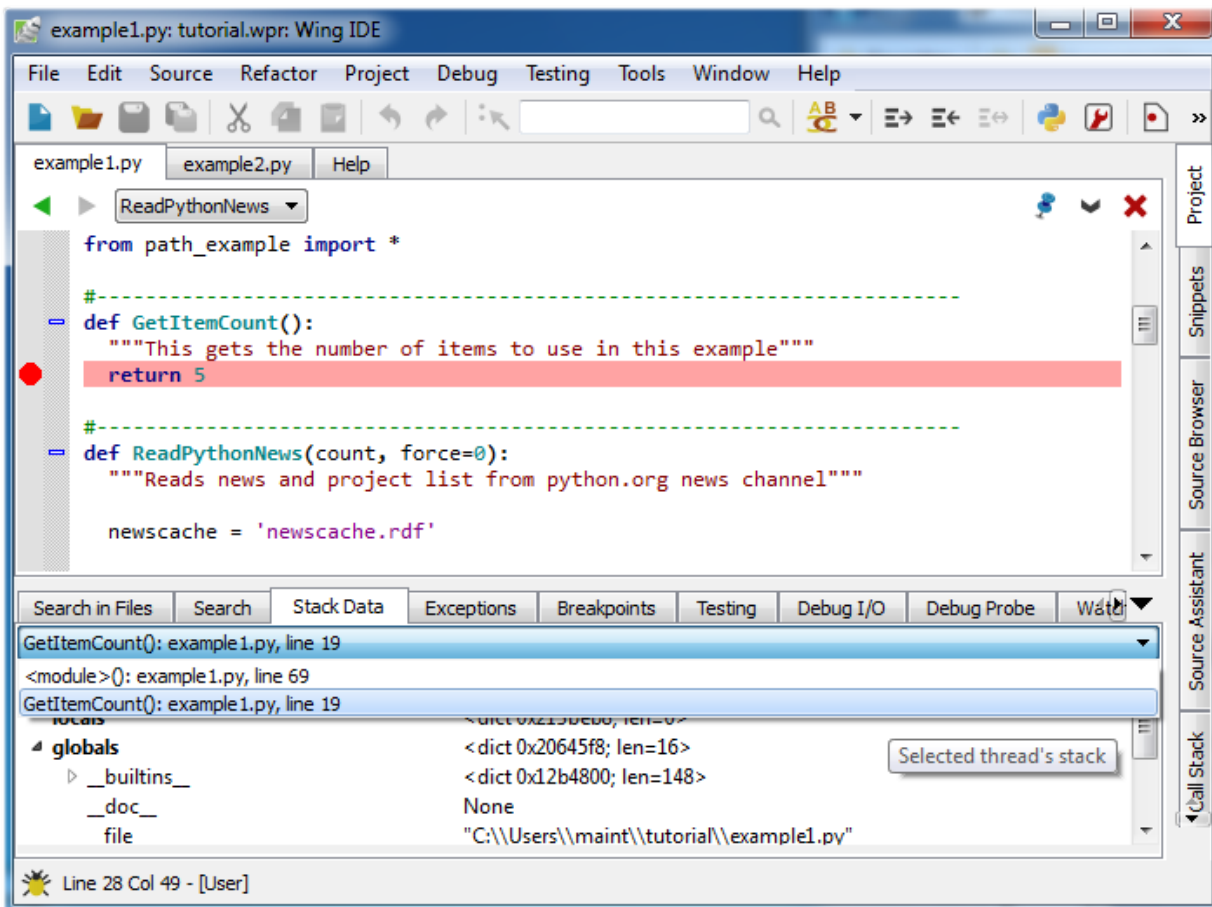 example1.py: tutorial.wpr: Wing IDE
File Edit Source Refactor Project Debug Testing Tools Window Help
example1.py example2.py Help
ReadPythonNews
from path_example import *
#-----------------------------------------------------------------------
def GetItemCount():
"""This gets the number of items to use in this example"""
return 5
#-----------------------------------------------------------------------
def ReadPythonNews(count, force=0):
"""Reads news and project list from python.org news channel"""
newscache = 'newscache.rdf'
Search in Files Search Stack Data Exceptions Breakpoints Testing Debug I/O Debug Probe
GetItemCount(): example1.py, line 19
<module>(): example1.py, line 69
GetItemCount(): example1.py, line 19
locals
globals <dict 0x20645f8; len=16>
__builtins__ <dict 0x12b4800; len=148>
__doc__ None
file "C:\\Users\\maint\\tutorial\\example1.py"
Selected thread's stack
Line 28 Col 49 - [User]
Project
Snippets
Source Browser
Source Assistant
Call Stack